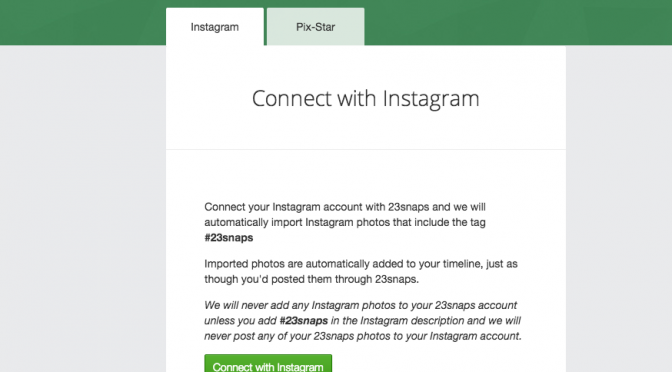 Instagram
Pix-Star
Connect with Instagram
Connect your Instagram account with 23snaps and we will
automatically import Instagram photos that include the tag
#23snaps
Imported photos are automatically added to your timeline, just as
though you'd posted them through 23snaps.
We will never add any Instagram photos to your 23snaps account
unless you add #23snaps in the Instagram description and we will
never post any of your 23snaps photos to your Instagram account.
Connect with Instagram